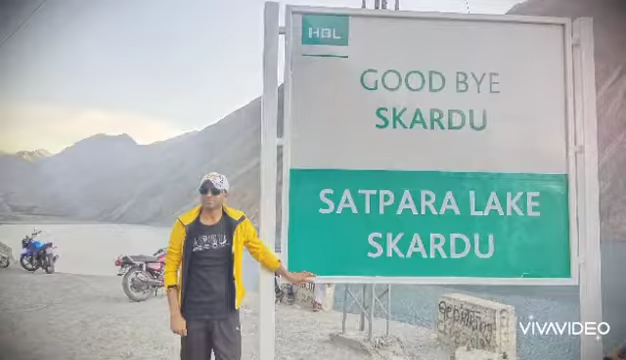 HBL
GOOD BYE
SKARDU
SATPARA LAKE
SKARDU
VIVAVIDEO